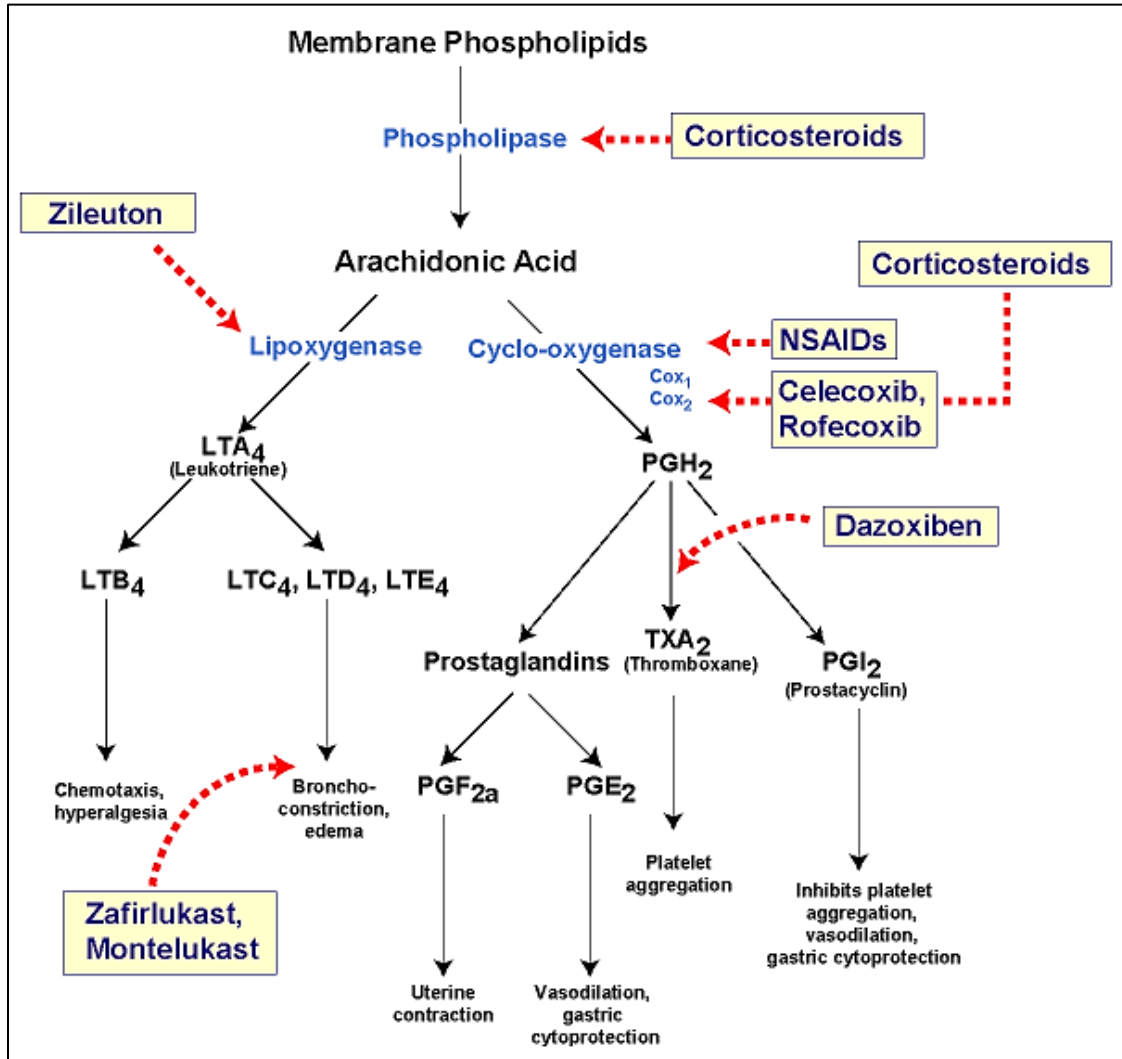 Membrane Phospholipids
Phospholipase
Corticosteroids
Zileuton
Arachidonic Acid
Corticosteroids
Lipoxygenase
Cyclo-oxygenase
NSAIDs
Cox1
Cox2
Celecoxib,
Rofecoxib
LTA4
(Leukotriene)
PGH2
Dazoxiben
LTB4
LTC4, LTD4, LTE4
Prostaglandins
TXA2
(Thromboxane)
PGI2
(Prostacyclin)
Chemotaxis,
hyperalgesia
Broncho-
constriction,
edema
PGF2a
PGE2
Platelet
aggregation
Inhibits platelet
aggregation,
vasodilation,
gastric cytoprotection
Zafirlukast,
Montelukast
Uterine
contraction
Vasodilation,
gastric
cytoprotection